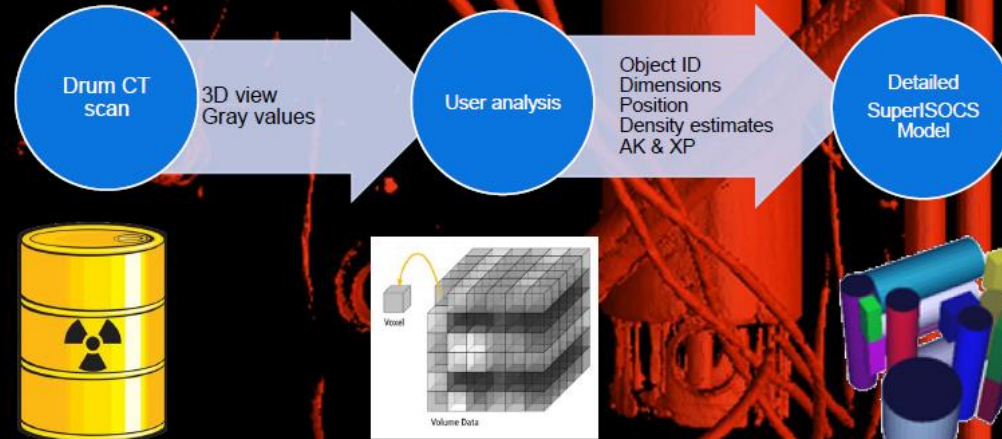 Drum CT
scan
3D view
Gray values
User analysis
Object ID
Dimensions
Position
Density estimates
AK & XP
Detailed
SuperISOCS
Model
Voxel
Volume Data